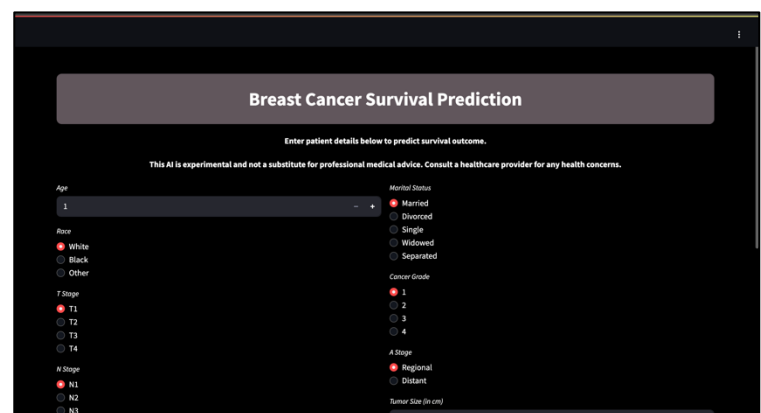 Breast Cancer Survival Prediction
Enter patient details below to predict survival outcome.
This AI is experimental and not a substitute for professional medical advice. Consult a healthcare provider for any health concerns.
Age
1
− +
Race
White
Black
Other
T Stage
T1
T2
T3
T4
N Stage
N1
N2
N3
Marital Status
Married
Divorced
Single
Widowed
Separated
Cancer Grade
1
2
3
4
A Stage
Regional
Distant
Tumor Size (in cm)